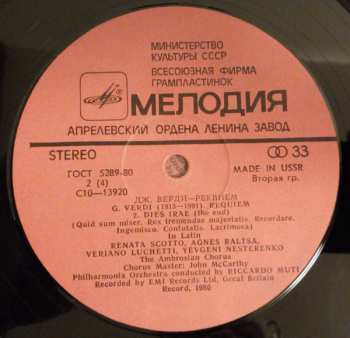 МИНИСТЕРСТВО
КУЛЬТУРЫ СССР
ВСЕСОЮЗНАЯ ФИРМА
ГРАМПЛАСТИНОК
МЕЛОДИЯ
АПРЕЛЕВСКИЙ ОРДЕНА ЛЕНИНА ЗАВОД
STEREO
33
ГОСТ 5289-80
MADE IN USSR
2 (4)
Вторая гр.
С10—13920
ДЖ. ВЕРДИ—РЕКВИЕМ
G. VERDI (1813—1901). REQUIEM
2. DIES IRAE (the end)
(Quid sum miser. Rex tremendae majestatis. Recordare.
Ingemisco. Confutatis. Lacrimosa)
In Latin
RENATA SCOTTO, AGNES BALTSA,
VERIANO LUCHETTI, YEVGENI NESTERENKO
The Ambrosian Chorus
Chorus Master: John McCarthy
Philharmonia Orchestra conducted by RICCARDO MUTI
Recorded by EMI Records Ltd, Great Britain
Record, 1980